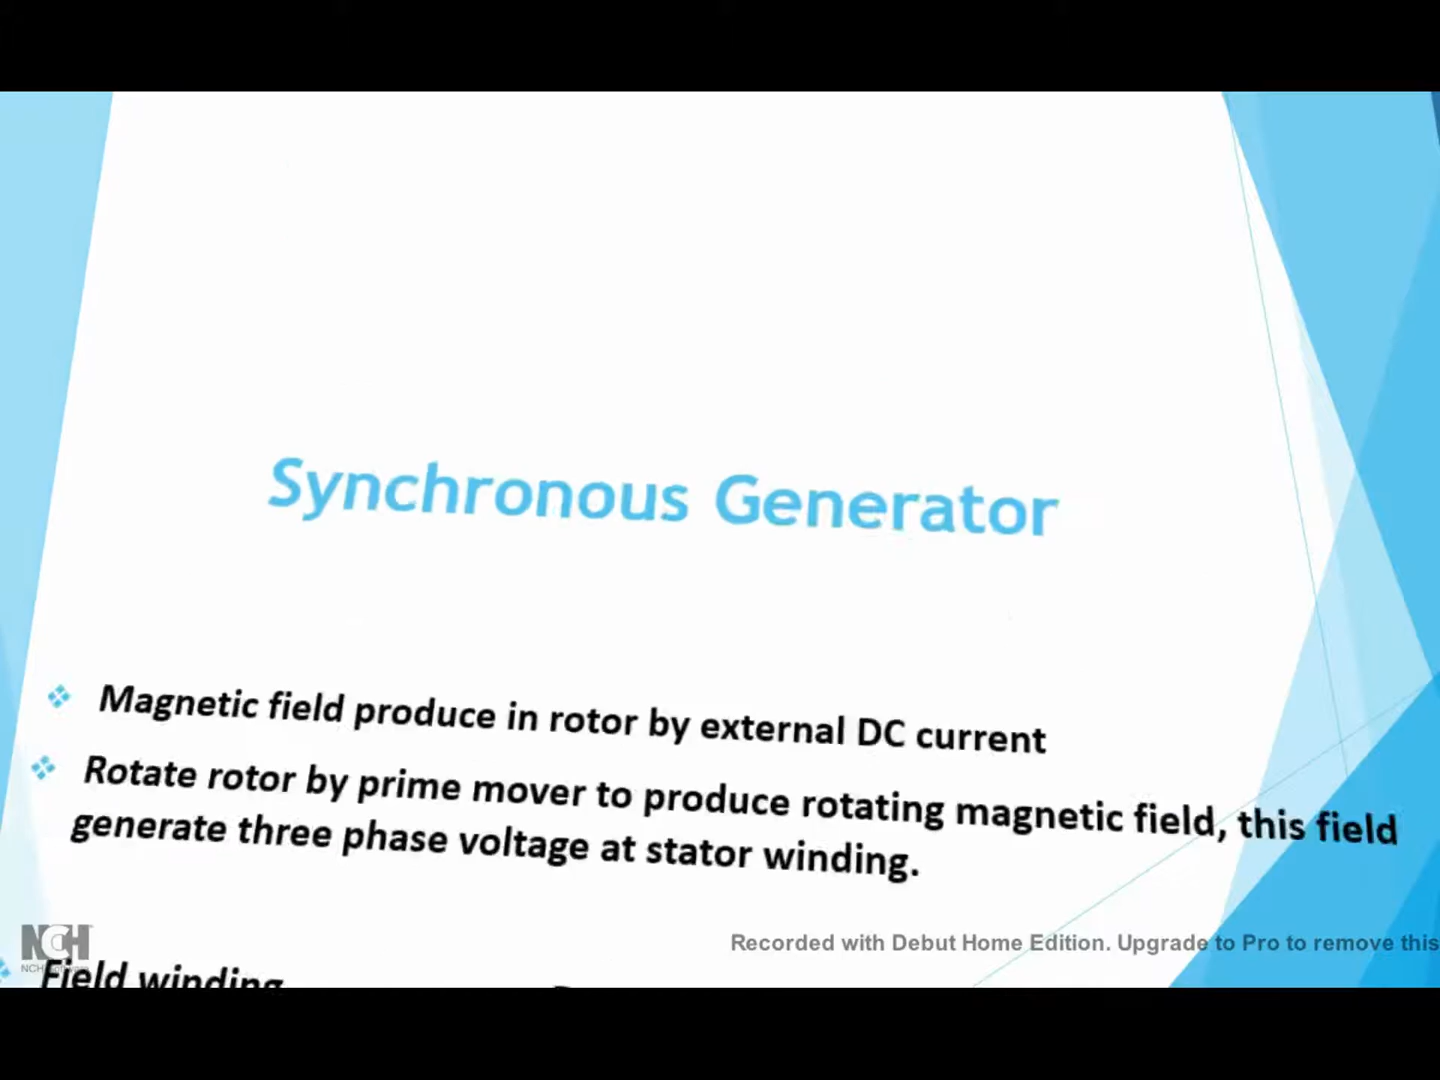 Synchronous Generator
Magnetic field produce in rotor by external DC current
Rotate rotor by prime mover to produce rotating magnetic field, this field
generate three phase voltage at stator winding.
NCH
Recorded with Debut Home Edition. Upgrade to Pro to remove this
Field winding